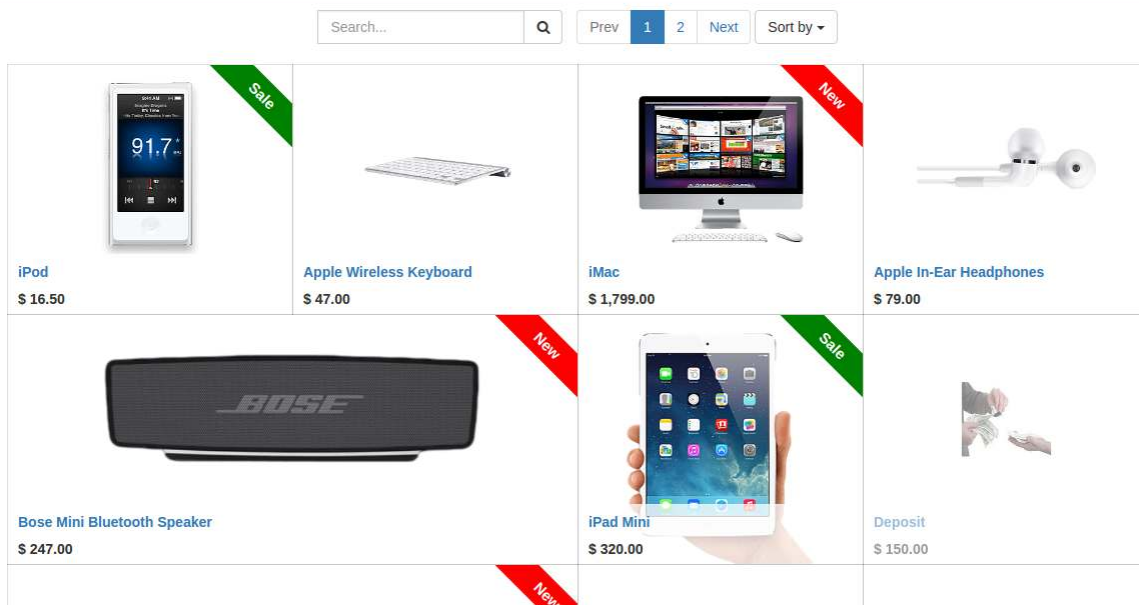 Search...
Prev 1 2 Next Sort by
Sale
New
91.7
iPod
$ 16.50
Apple Wireless Keyboard
$ 47.00
iMac
$ 1,799.00
Apple In-Ear Headphones
$ 79.00
New
BOSE
Sale
Bose Mini Bluetooth Speaker
$ 247.00
iPad Mini
$ 320.00
Deposit
$ 150.00
New